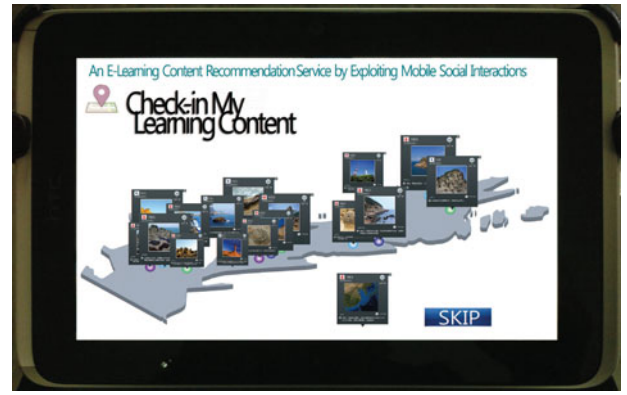 An E-Learning Content Recommendation Service by Exploiting Mobile Social Interactions
Check-in My
Learning Content
SKIP